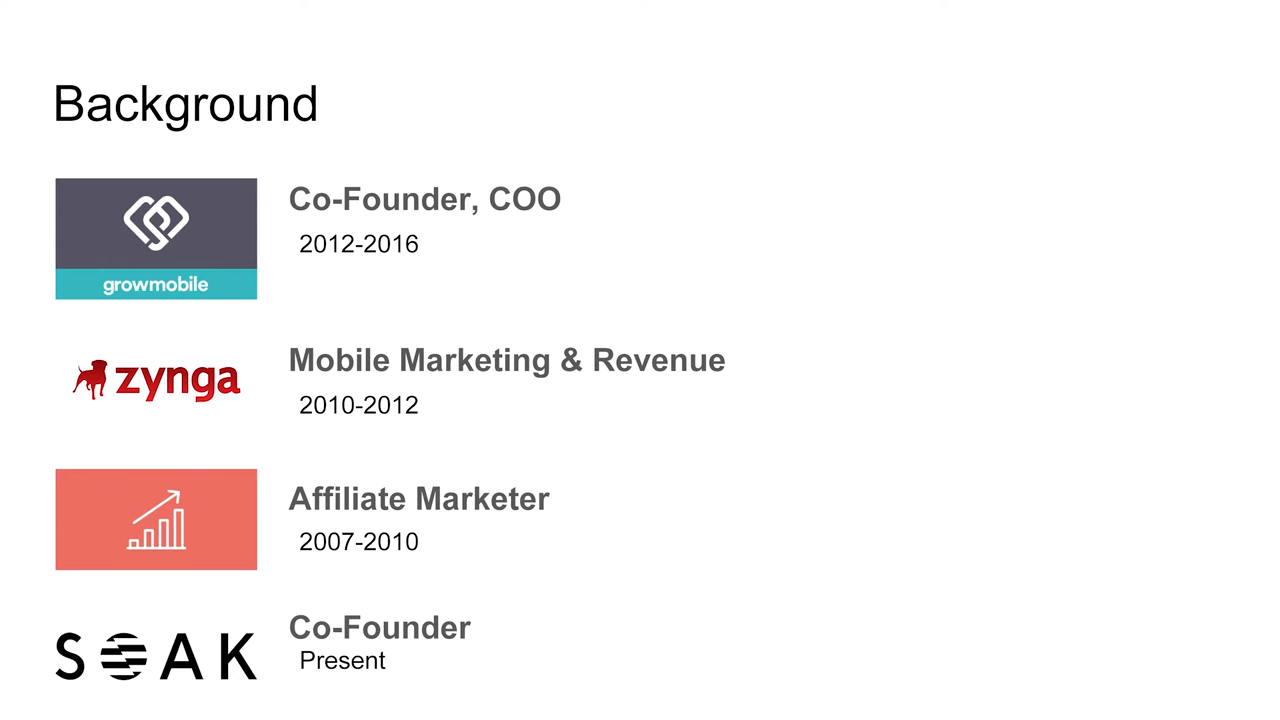 Background
Co-Founder, COO
2012-2016
growmobile
Mobile Marketing & Revenue
zynga
2010-2012
Affiliate Marketer
2007-2010
Co-Founder
SOAK
Present